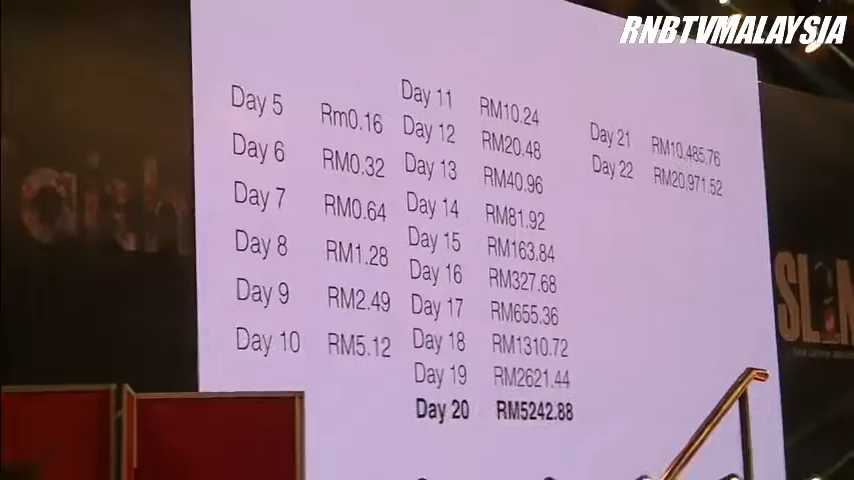 RNBTVMALAYSIA
Day 5 Rm0.16
Day 6 RM0.32
Day 7 RM0.64
Day 8 RM1.28
Day 9 RM2.49
Day 10 RM5.12
Day 11 RM10.24
Day 12 RM20.48
Day 13 RM40.96
Day 14 RM81.92
Day 15 RM163.84
Day 16 RM327.68
Day 17 RM655.36
Day 18 RM1310.72
Day 19 RM2621.44
Day 20 RM5242.88
Day 21 RM10,485.76
Day 22 RM20.971.52